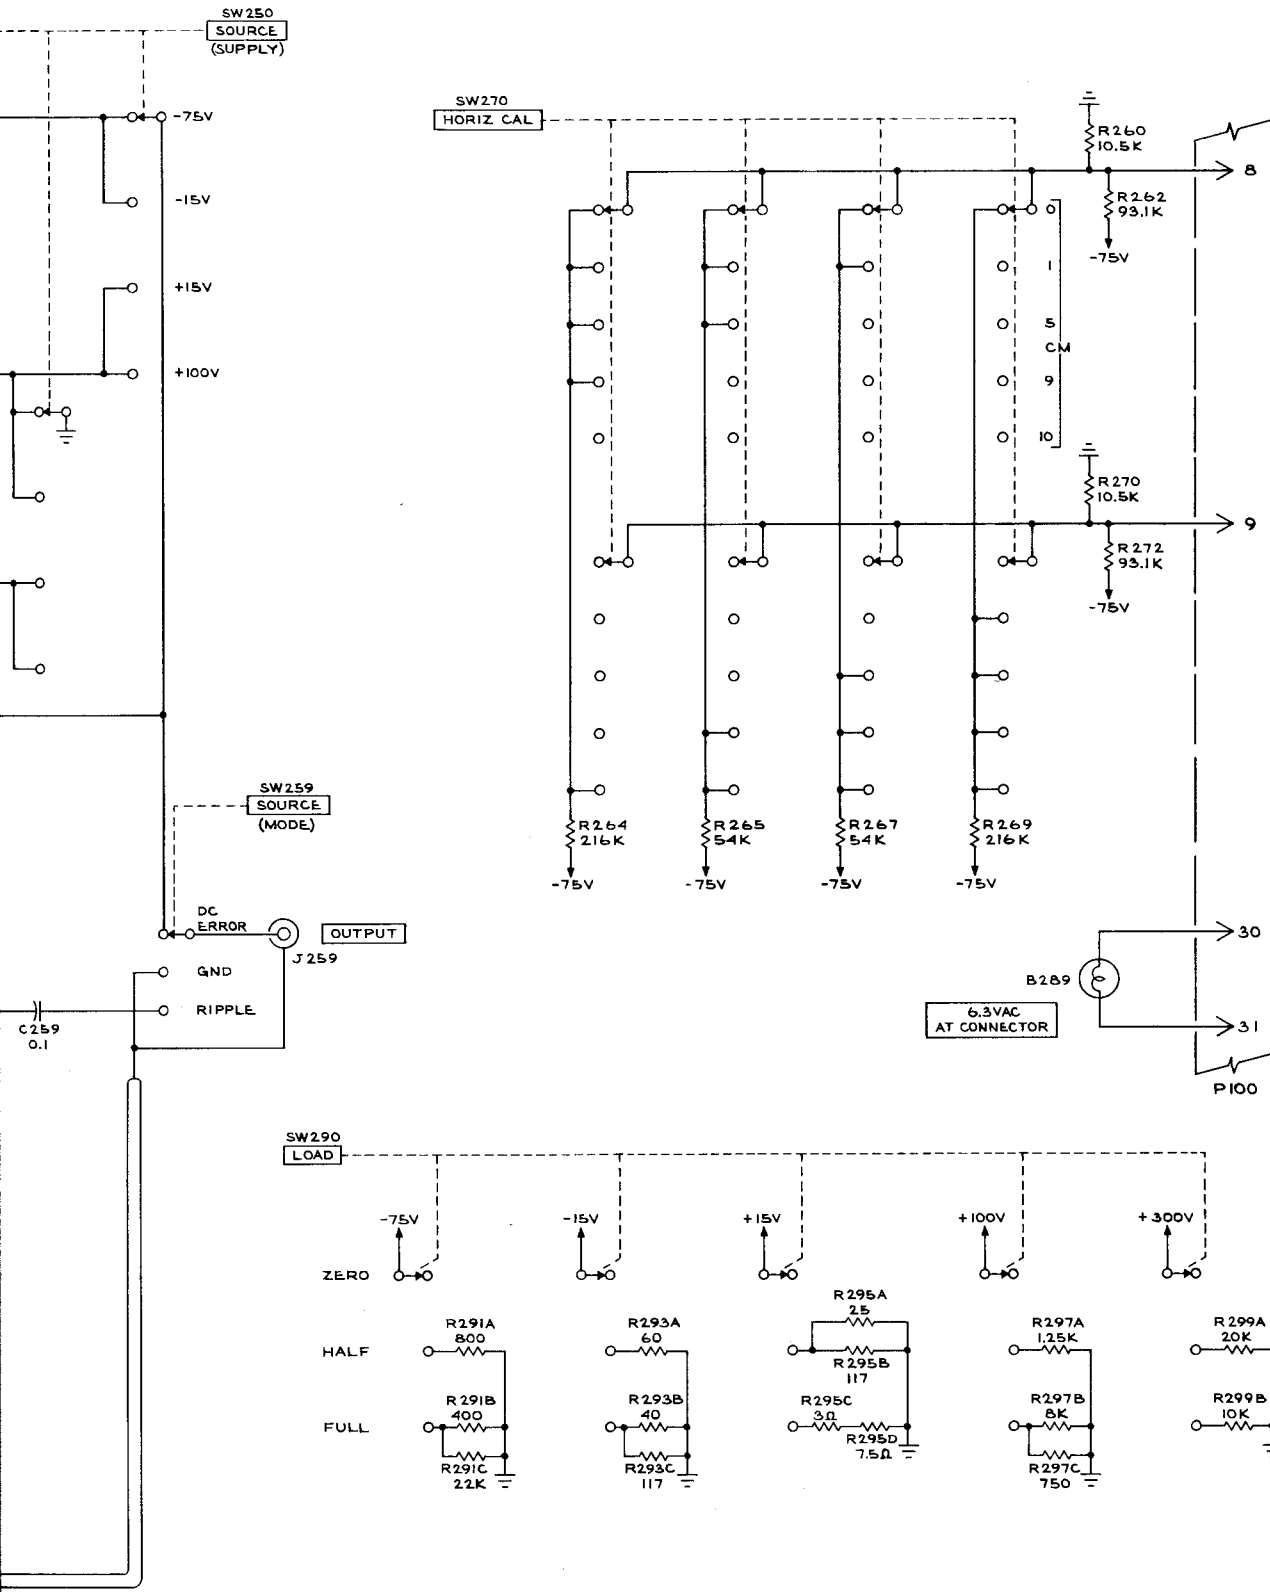 SW250
SOURCE
(SUPPLY)
-75V
-15V
+15V
+100V
SW270
HORIZ CAL
R260
10.5K
8
R262
93.1K
-75V
0
1
5
CM
9
10
R270
10.5K
9
R272
93.1K
-75V
R264
216K
-75V
R265
54K
-75V
R267
54K
-75V
R269
216K
-75V
SW259
SOURCE
(MODE)
DC
ERROR
OUTPUT
J259
GND
RIPPLE
C259
0.1
30
B289
6.3VAC
AT CONNECTOR
31
P100
SW290
LOAD
-75V
-15V
+15V
+100V
+300V
ZERO
HALF
FULL
R291A
800
R291B
400
R291C
22K
R293A
60
R293B
40
R293C
117
R295A
25
R295B
117
R295C
3Ω
R295D
7.5Ω
R297A
1.25K
R297B
8K
R297C
750
R299A
20K
R299B
10K